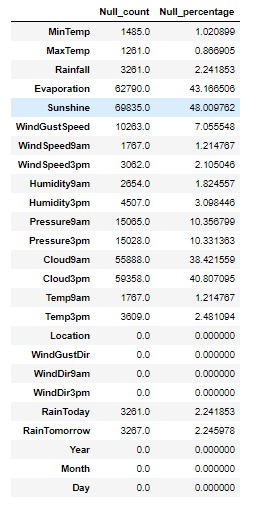 Null_count Null_percentage
MinTemp 1485.0 1.020899
MaxTemp 1261.0 0.866905
Rainfall 3261.0 2.241853
Evaporation 62790.0 43.166506
Sunshine 69835.0 48.009762
WindGustSpeed 10263.0 7.055548
WindSpeed9am 1767.0 1.214767
WindSpeed3pm 3062.0 2.105046
Humidity9am 2654.0 1.824557
Humidity3pm 4507.0 3.098446
Pressure9am 15065.0 10.356799
Pressure3pm 15028.0 10.331363
Cloud9am 55888.0 38.421559
Cloud3pm 59358.0 40.807095
Temp9am 1767.0 1.214767
Temp3pm 3609.0 2.481094
Location 0.0 0.000000
WindGustDir 0.0 0.000000
WindDir9am 0.0 0.000000
WindDir3pm 0.0 0.000000
RainToday 3261.0 2.241853
RainTomorrow 3267.0 2.245978
Year 0.0 0.000000
Month 0.0 0.000000
Day 0.0 0.000000